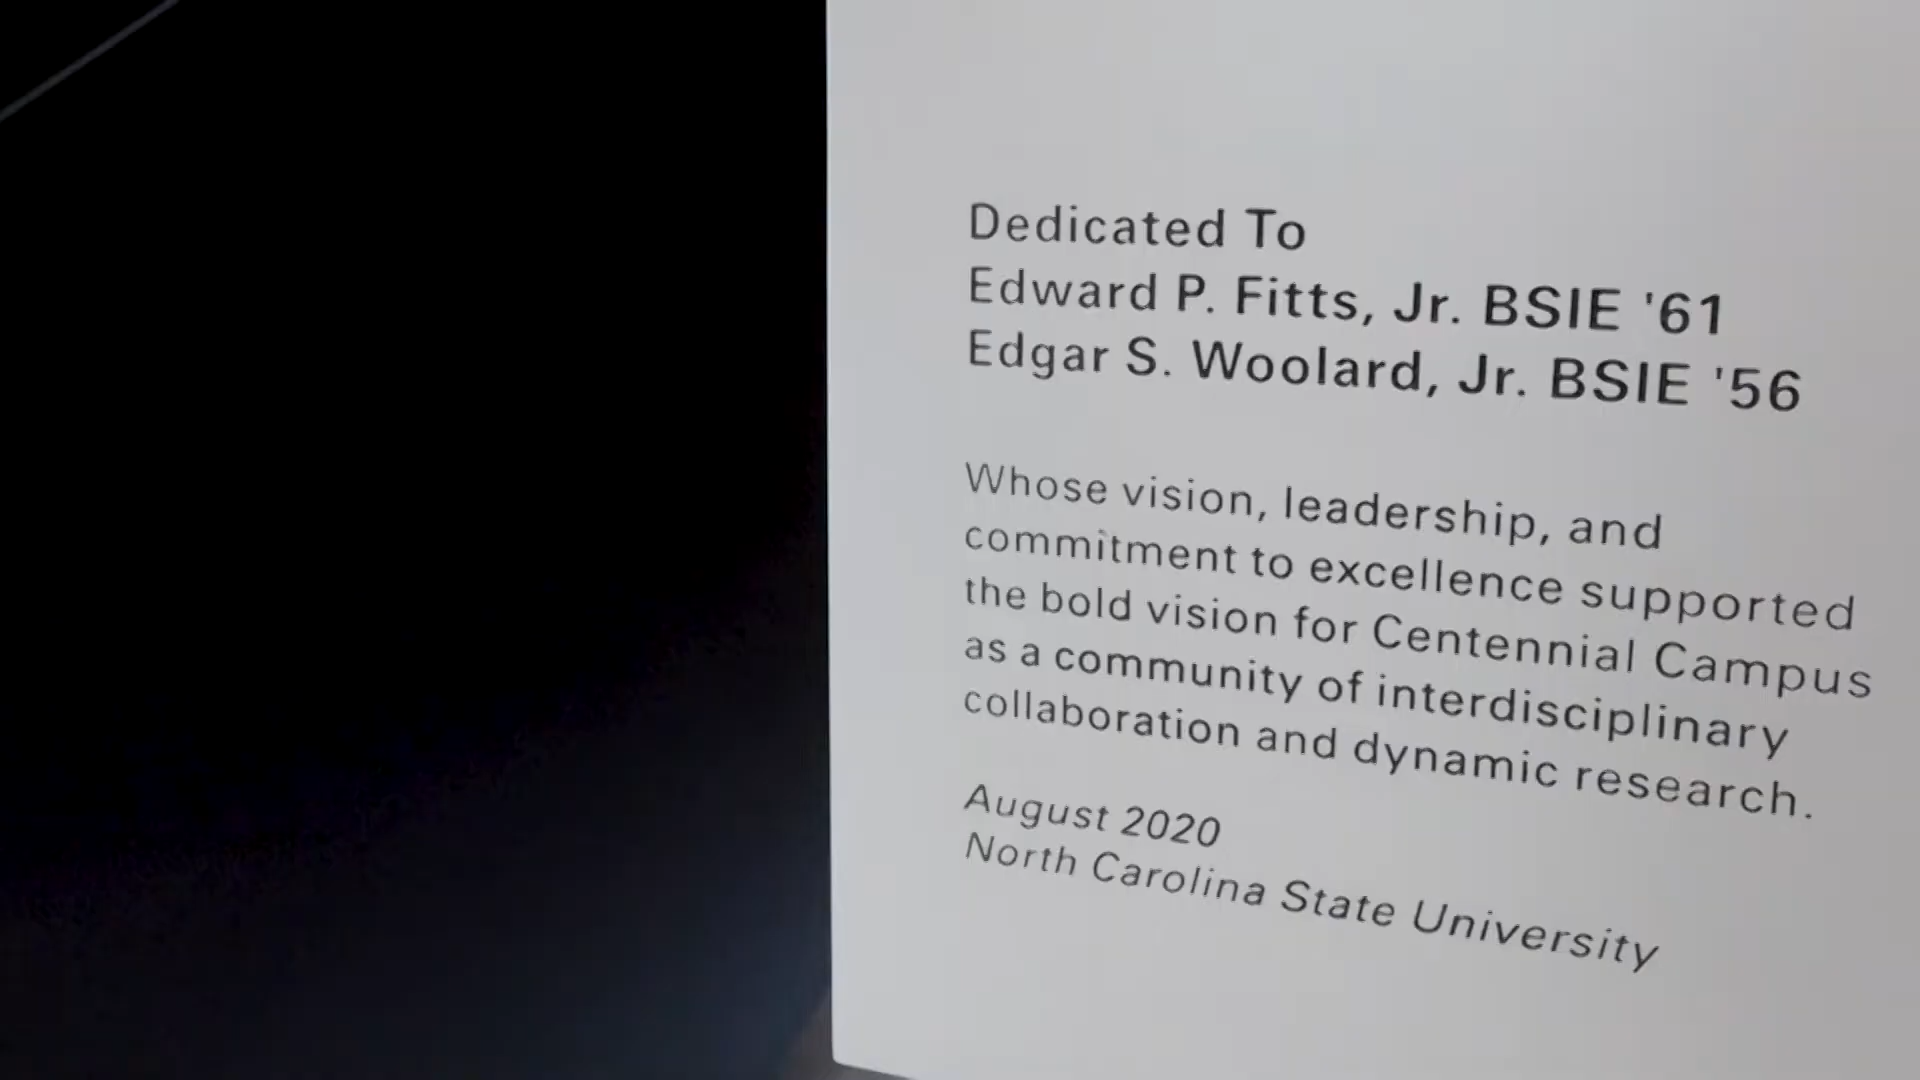 Dedicated To
Edward P. Fitts, Jr. BSIE '61
Edgar S. Woolard, Jr. BSIE '56
Whose vision, leadership, and
commitment to excellence supported
the bold vision for Centennial Campus
as a community of interdisciplinary
collaboration and dynamic research.
August 2020
North Carolina State University